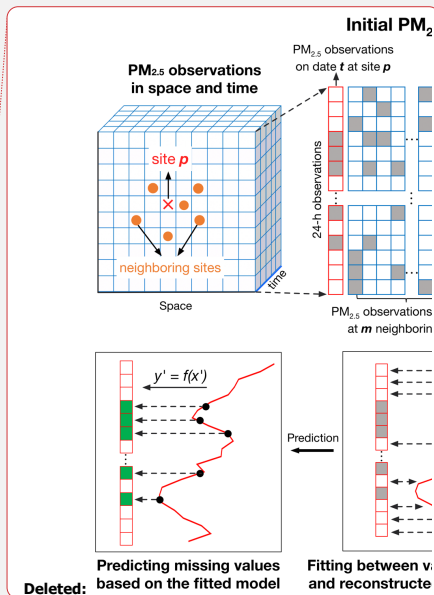 Initial PM₂
PM₂.₅ observations
on date t at site p
PM₂.₅ observations
in space and time
site p
neighboring sites
Space
time
24-h observations
PM₂.₅ observations
at m neighborin
y' = f(x')
Prediction
Predicting missing values
based on the fitted model
Fitting between va
and reconstructe
Deleted: